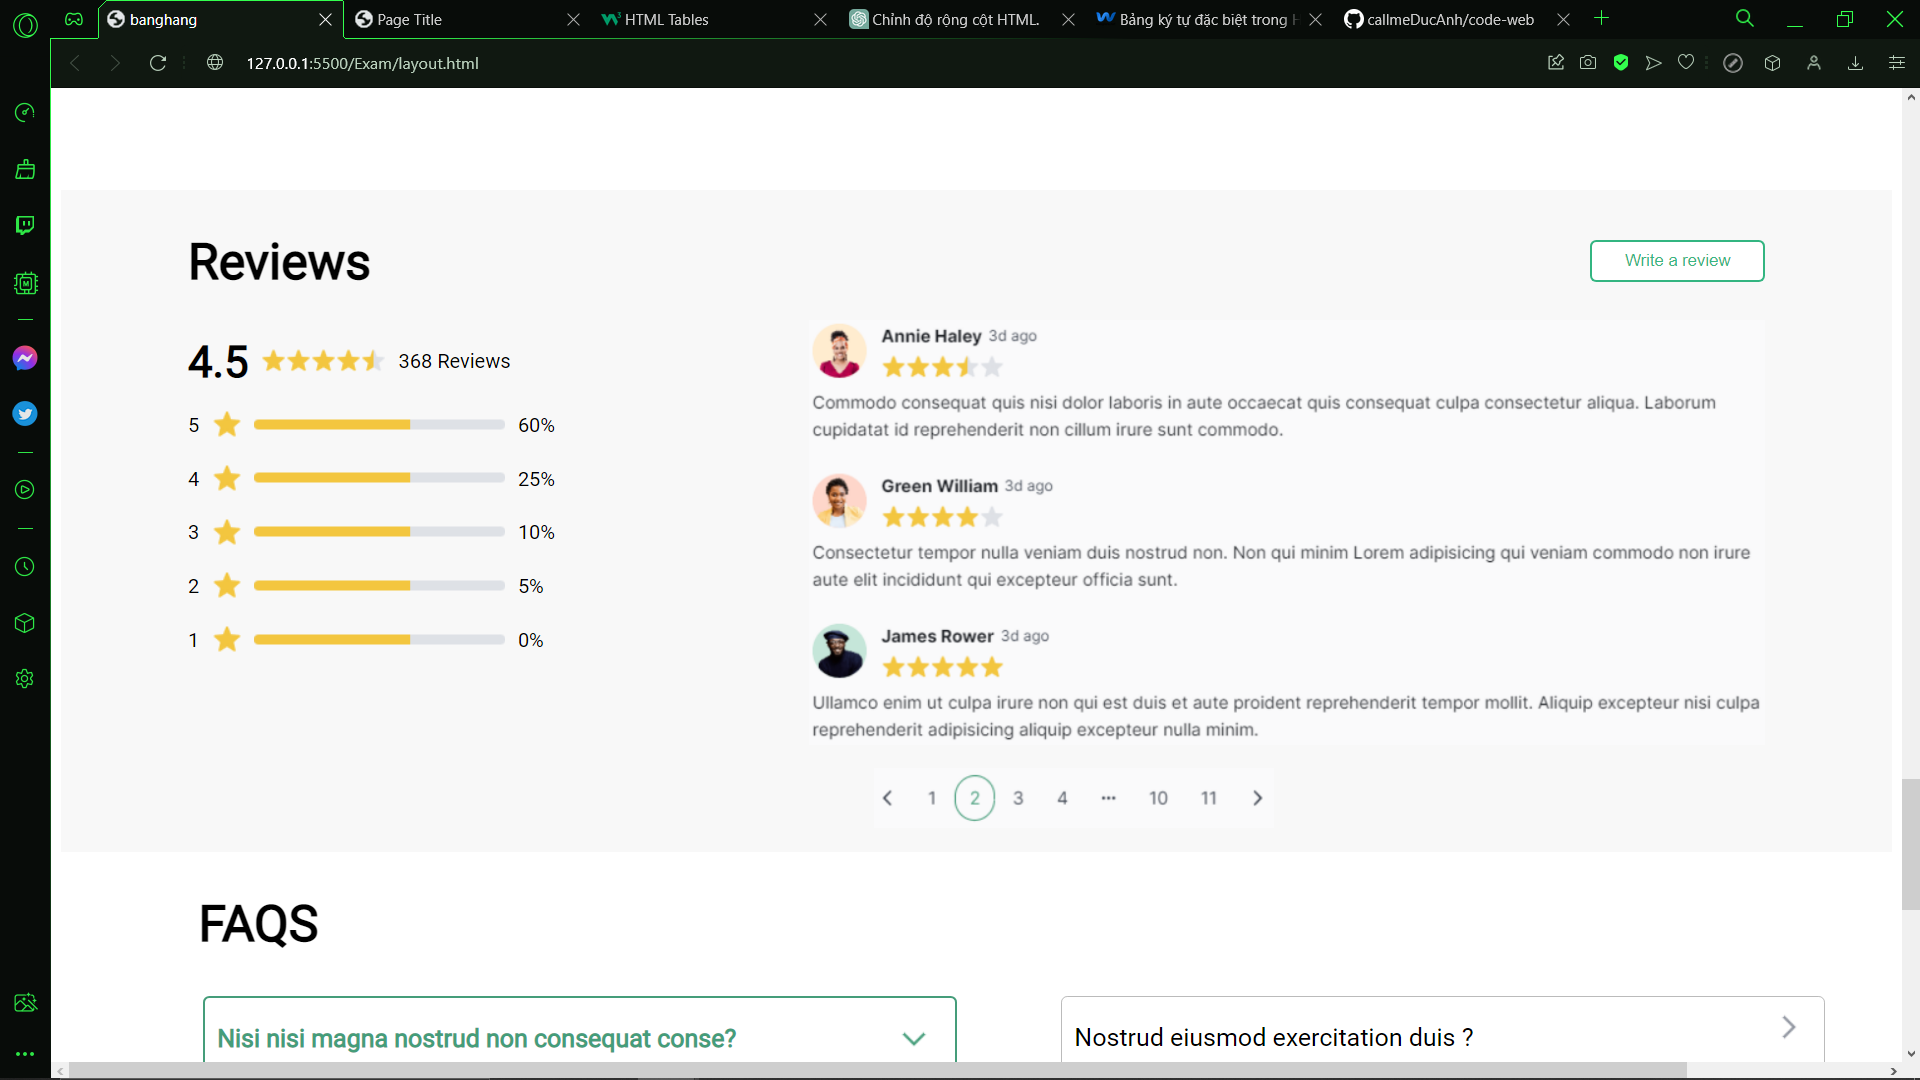 banghang
Page Title
HTML Tables
Chỉnh độ rộng cột HTML.
Bảng ký tự đặc biệt trong H
callmeDucAnh/code-web
127.0.0.1:5500/Exam/layout.html
Reviews
Write a review
4.5
368 Reviews
5
60%
4
25%
3
10%
2
5%
1
0%
Annie Haley 3d ago
Commodo consequat quis nisi dolor laboris in aute occaecat quis consequat culpa consectetur aliqua. Laborum
cupidatat id reprehenderit non cillum irure sunt commodo.
Green William 3d ago
Consectetur tempor nulla veniam duis nostrud non. Non qui minim Lorem adipisicing qui veniam commodo non irure
aute elit incididunt qui excepteur officia sunt.
James Rower 3d ago
Ullamco enim ut culpa irure non qui est duis et aute proident reprehenderit tempor mollit. Aliquip excepteur nisi culpa
reprehenderit adipisicing aliquip excepteur nulla minim.
1 2 3 4 ... 10 11
FAQS
Nisi nisi magna nostrud non consequat conse?
Nostrud eiusmod exercitation duis ?